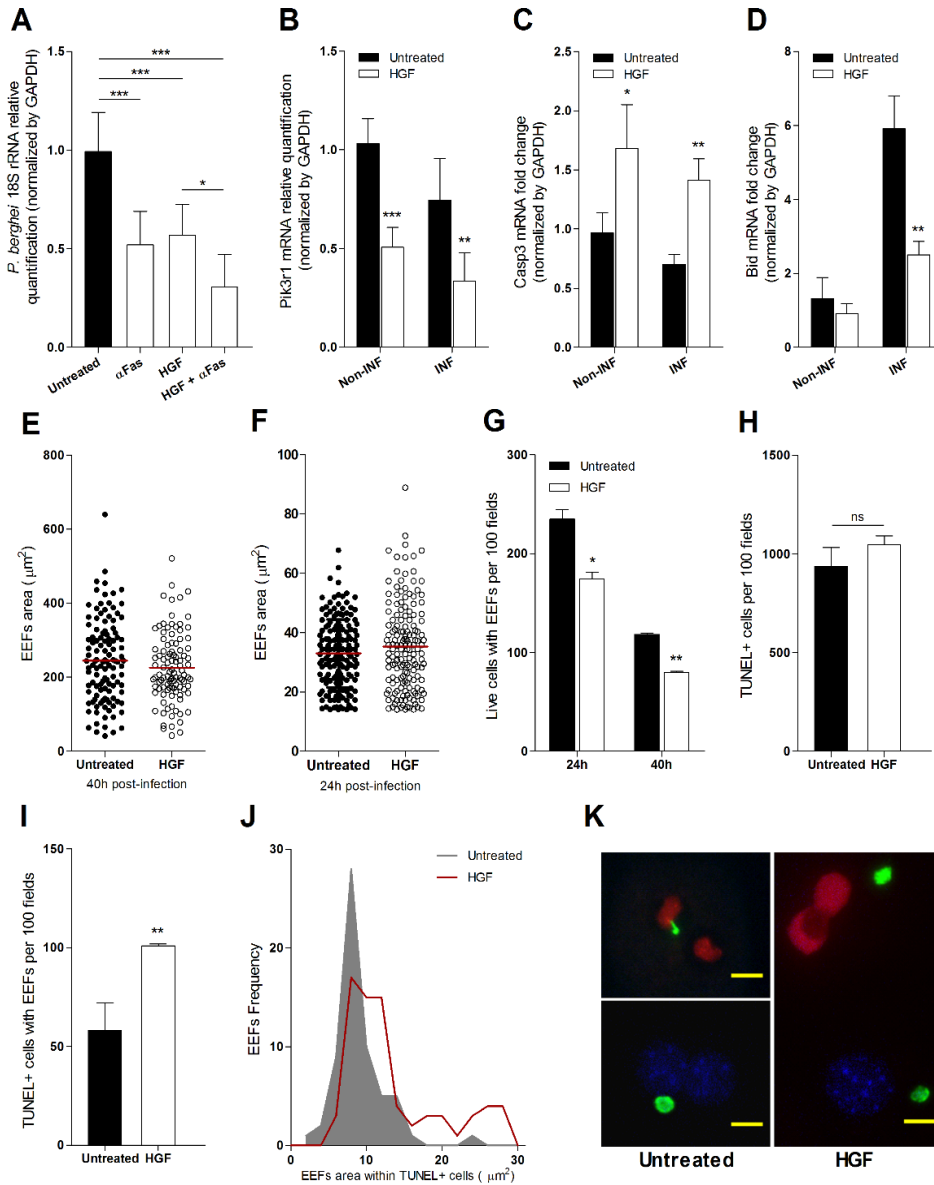 A
P. berghei 18S rRNA relative
quantification (normalized by GAPDH)
1.5
1.0
0.5
0.0
***
***
***
*
Untreated
αFas
HGF
HGF + αFas
B
Untreated
HGF
Pik3r1 mRNA relative quantification
(normalized by GAPDH)
1.5
1.0
0.5
0.0
***
**
Non-INF
INF
C
Untreated
HGF
Casp3 mRNA fold change
(normalized by GAPDH)
2.5
2.0
1.5
1.0
0.5
0.0
*
**
Non-INF
INF
D
Untreated
HGF
Bid mRNA fold change
(normalized by GAPDH)
8
6
4
2
0
**
Non-INF
INF
E
EEFs area ( μm²)
800
600
400
200
0
Untreated HGF
40h post-infection
F
EEFs area ( μm²)
100
80
60
40
20
0
Untreated HGF
24h post-infection
G
Untreated
HGF
Live cells with EEFs per 100 fields
300
200
100
0
*
**
24h 40h
H
TUNEL+ cells per 100 fields
1500
1000
500
0
ns
Untreated HGF
I
TUNEL+ cells with EEFs per 100 fields
150
100
50
0
**
Untreated HGF
J
Untreated
HGF
EEFs Frequency
30
20
10
0
0 10 20 30
EEFs area within TUNEL+ cells ( μm²)
K
Untreated HGF